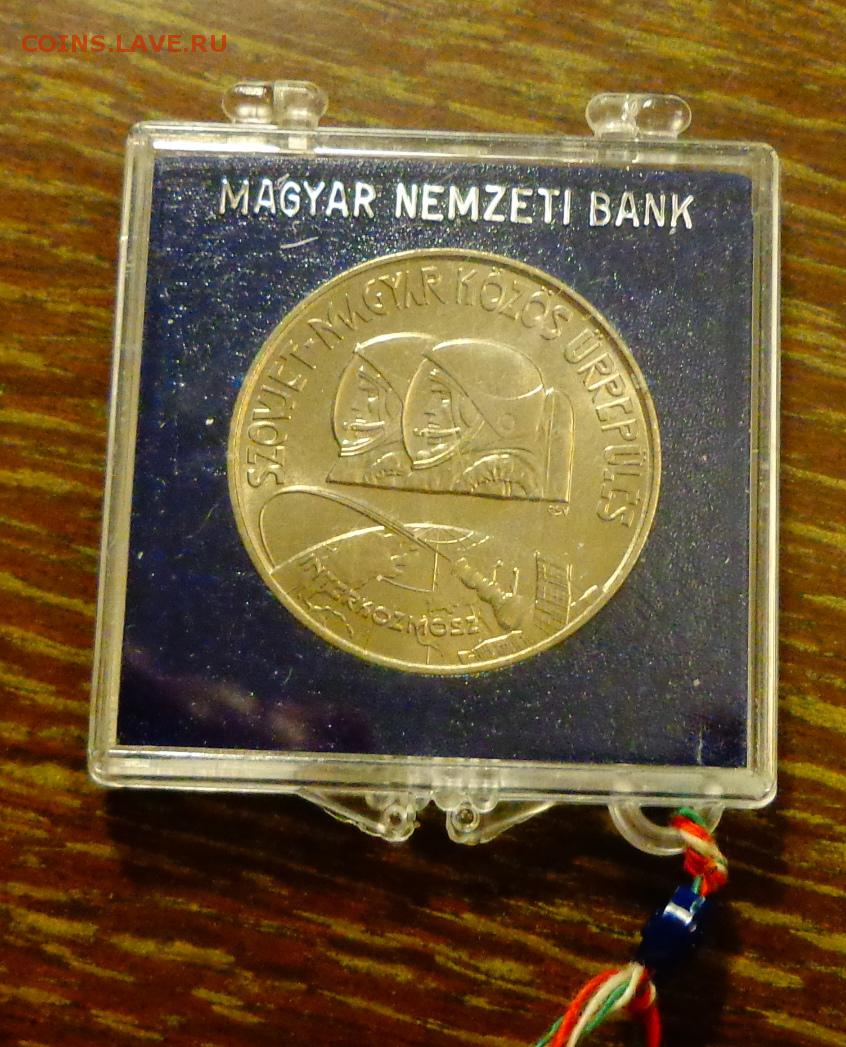 COINS.LAVE.RU
MAGYAR NEMZETI BANK
SZOVJET-MAGYAR KÖZÖS ŰRREPÜLÉS
INTERKOZMOSZ